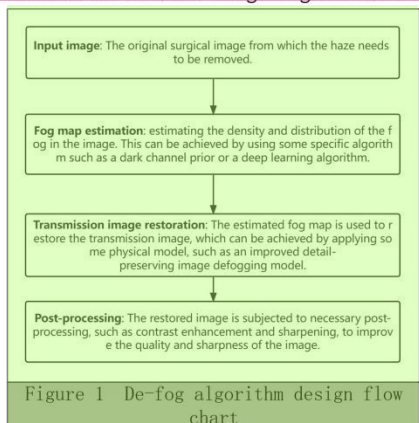 Input image: The original surgical image from which the haze needs
to be removed.
Fog map estimation: estimating the density and distribution of the f
og in the image. This can be achieved by using some specific algorith
m such as a dark channel prior or a deep learning algorithm.
Transmission image restoration: The estimated fog map is used to r
estore the transmission image, which can be achieved by applying so
me physical model, such as an improved detail-
preserving image defogging model.
Post-processing: The restored image is subjected to necessary post-
processing, such as contrast enhancement and sharpening, to improv
e the quality and sharpness of the image.
Figure 1 De-fog algorithm design flow
chart